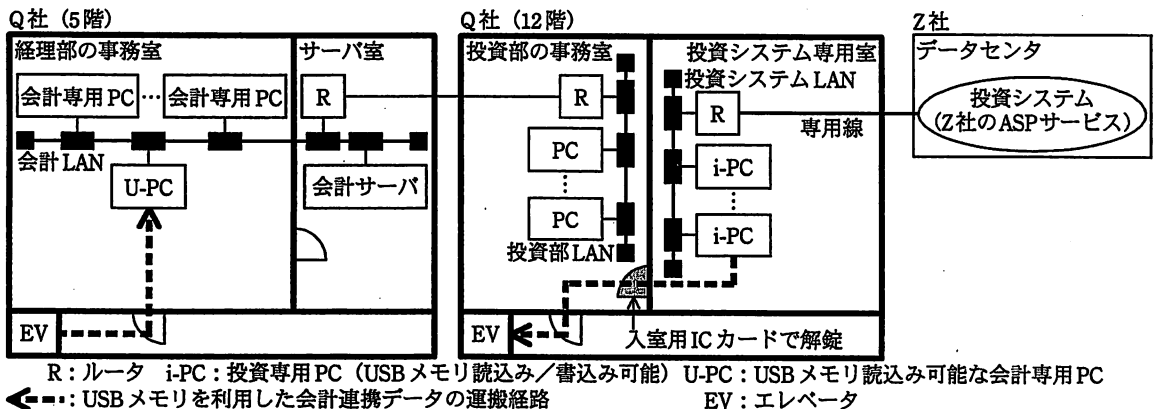 Q社（5階）
経理部の事務室
サーバ室
会計専用PC … 会計専用PC
R
会計LAN
U-PC
会計サーバ
EV
Q社（12階）
投資部の事務室
R
PC
PC
投資部LAN
投資システム専用室
投資システムLAN
R
i-PC
i-PC
専用線
EV
入室用ICカードで解錠
Z社
データセンタ
投資システム
（Z社のASPサービス）
R：ルータ i-PC：投資専用PC（USBメモリ読込み／書込み可能）U-PC：USBメモリ読込み可能な会計専用PC
：USBメモリを利用した会計連携データの運搬経路 EV：エレベータ